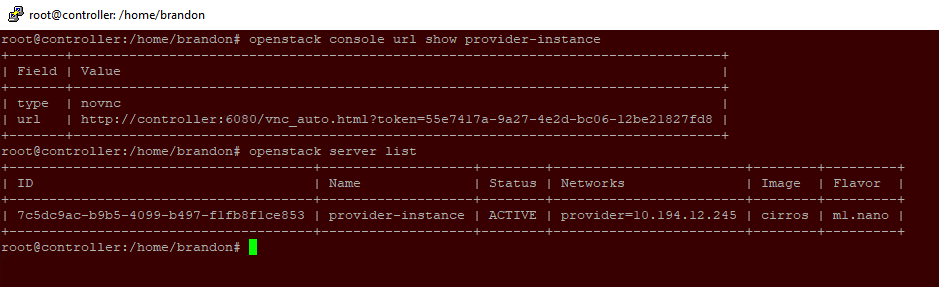 root@controller: /home/brandon
root@controller:/home/brandon# openstack console url show provider-instance
+-------+------------------------------------------------------------------------------------+
| Field | Value                                                                              |
+-------+------------------------------------------------------------------------------------+
| type  | novnc                                                                              |
| url   | http://controller:6080/vnc_auto.html?token=55e7417a-9a27-4e2d-bc06-12be21827fd8 |
+-------+------------------------------------------------------------------------------------+
root@controller:/home/brandon# openstack server list
+--------------------------------------+-------------------+--------+------------------------+--------+---------+
| ID                                   | Name              | Status | Networks               | Image  | Flavor  |
+--------------------------------------+-------------------+--------+------------------------+--------+---------+
| 7c5dc9ac-b9b5-4099-b497-f1fb8f1ce853 | provider-instance | ACTIVE | provider=10.194.12.245 | cirros | m1.nano |
+--------------------------------------+-------------------+--------+------------------------+--------+---------+
root@controller:/home/brandon#